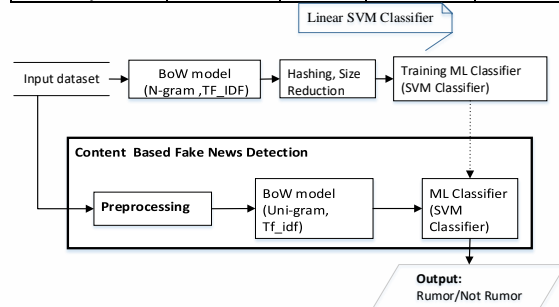 Linear SVM Classifier
Input dataset
BoW model
(N-gram ,TF_IDF)
Hashing, Size
Reduction
Training ML Classifier
(SVM Classifier)
Content Based Fake News Detection
Preprocessing
BoW model
(Uni-gram,
Tf_idf)
ML Classifier
(SVM
Classifier)
Output:
Rumor/Not Rumor